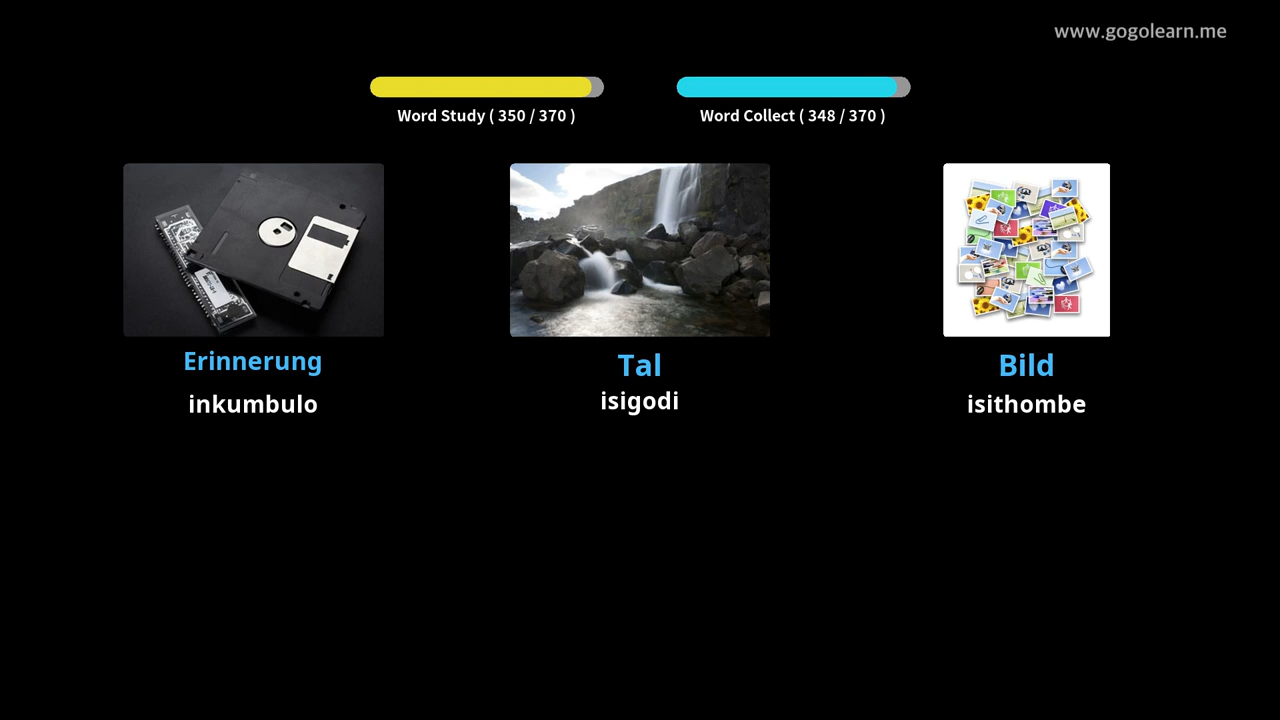 www.gogolearn.me
Word Study ( 350 / 370 )
Word Collect ( 348 / 370 )
Erinnerung
inkumbulo
Tal
isigodi
Bild
isithombe